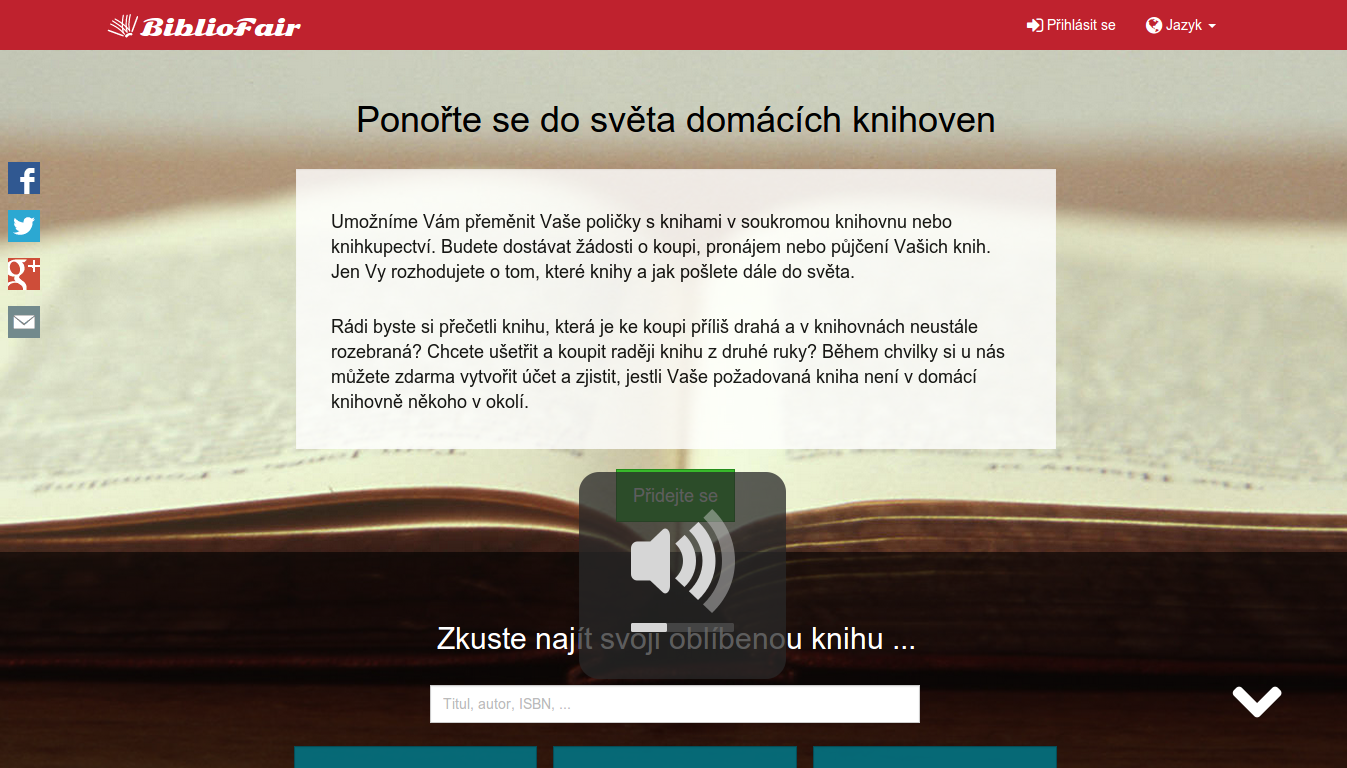 BiblioFair
Přihlásit se
Jazyk
Ponořte se do světa domácích knihoven
Umožníme Vám přeměnit Vaše poličky s knihami v soukromou knihovnu nebo
knihkupectví. Budete dostávat žádosti o koupi, pronájem nebo půjčení Vašich knih.
Jen Vy rozhodujete o tom, které knihy a jak pošlete dále do světa.
Rádi byste si přečetli knihu, která je ke koupi příliš drahá a v knihovnách neustále
rozebraná? Chcete ušetřit a koupit raději knihu z druhé ruky? Během chvilky si u nás
můžete zdarma vytvořit účet a zjistit, jestli Vaše požadovaná kniha není v domácí
knihovně někoho v okolí.
Přidejte se
Zkuste najít svoji oblíbenou knihu ...
Titul, autor, ISBN, ...